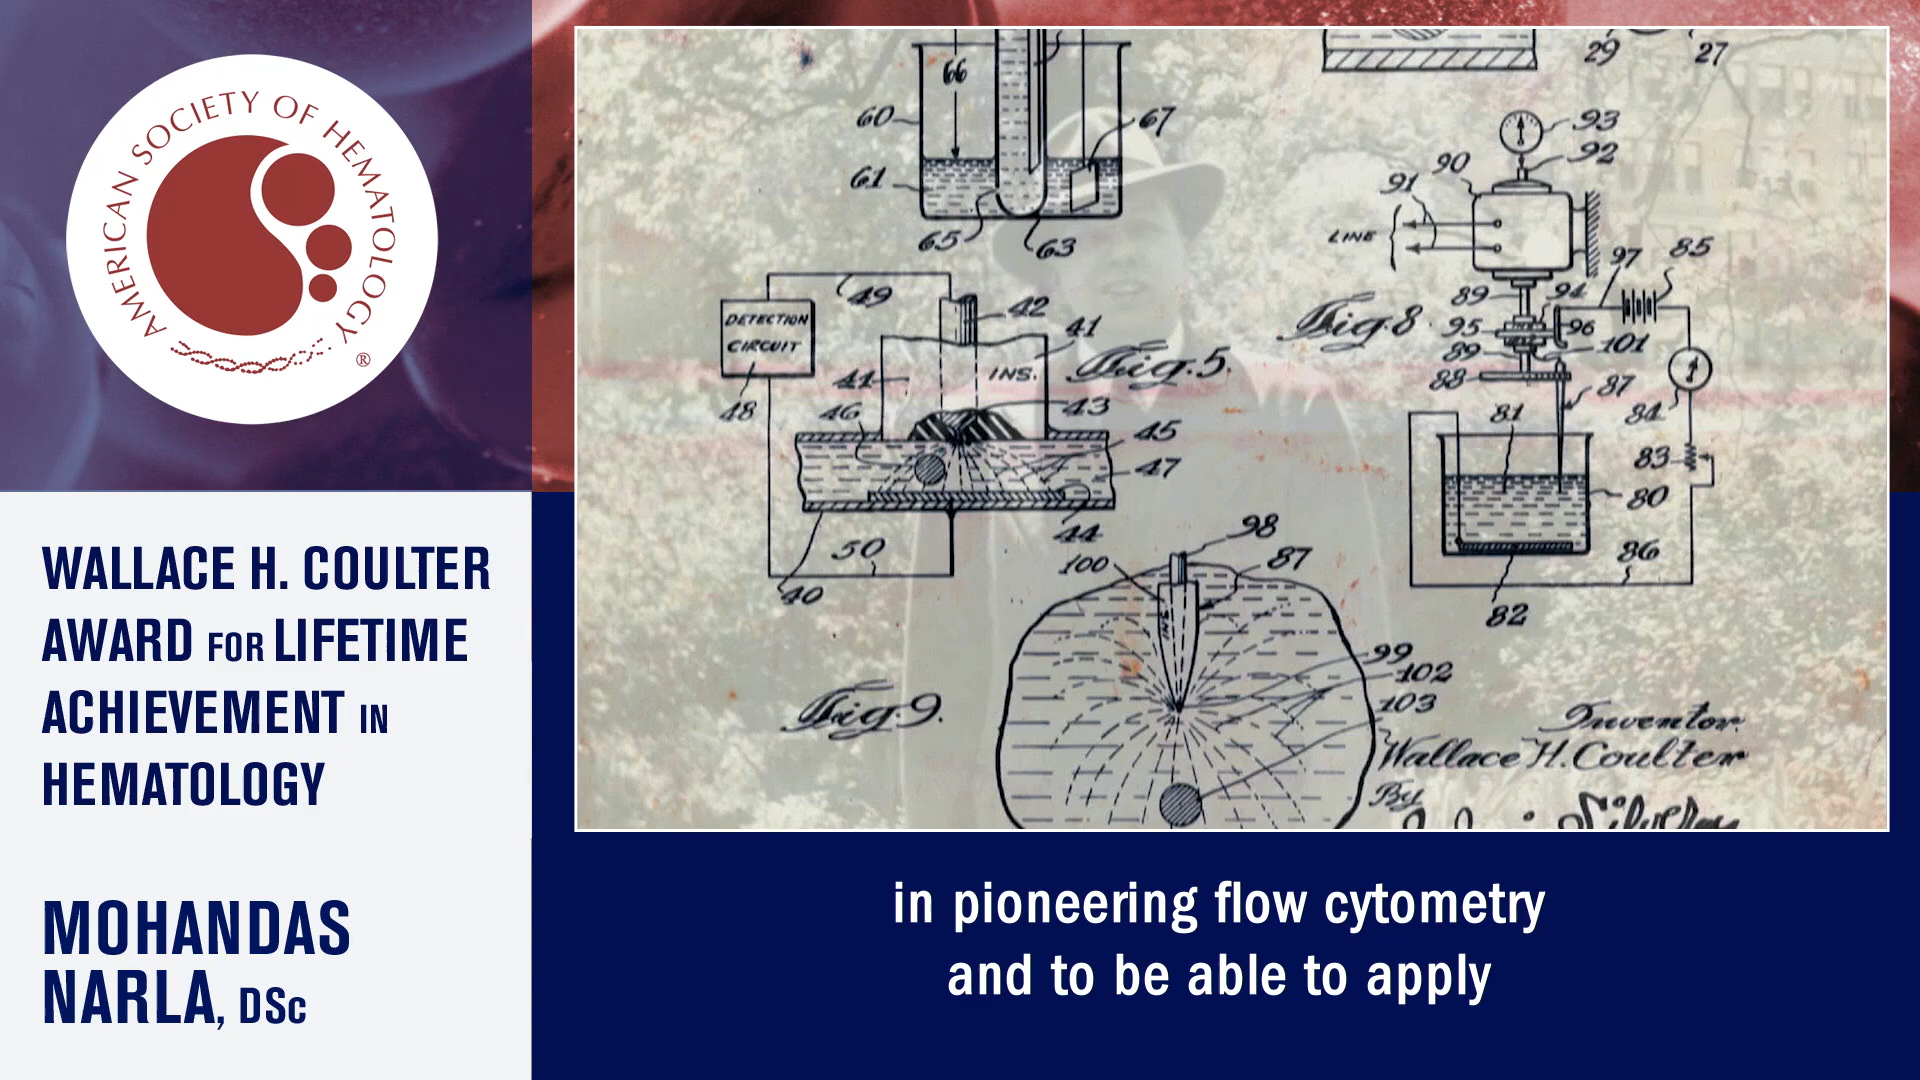 AMERICAN SOCIETY OF HEMATOLOGY ®
WALLACE H. COULTER
AWARD FOR LIFETIME
ACHIEVEMENT IN
HEMATOLOGY
MOHANDAS
NARLA, DSc
66
60
61
67
65
63
29
27
93
92
90
91
LINE
97
85
89
94
Fig. 8.
95
96
89
101
88
87
81
84
83
80
86
82
49
42
DETECTION
CIRCUIT
41
INS.
Fig. 5.
41
48
46
43
45
47
44
50
40
98
100
87
INS.
99
102
103
Fig. 9.
Inventor
Wallace H. Coulter
By
in pioneering flow cytometry
and to be able to apply